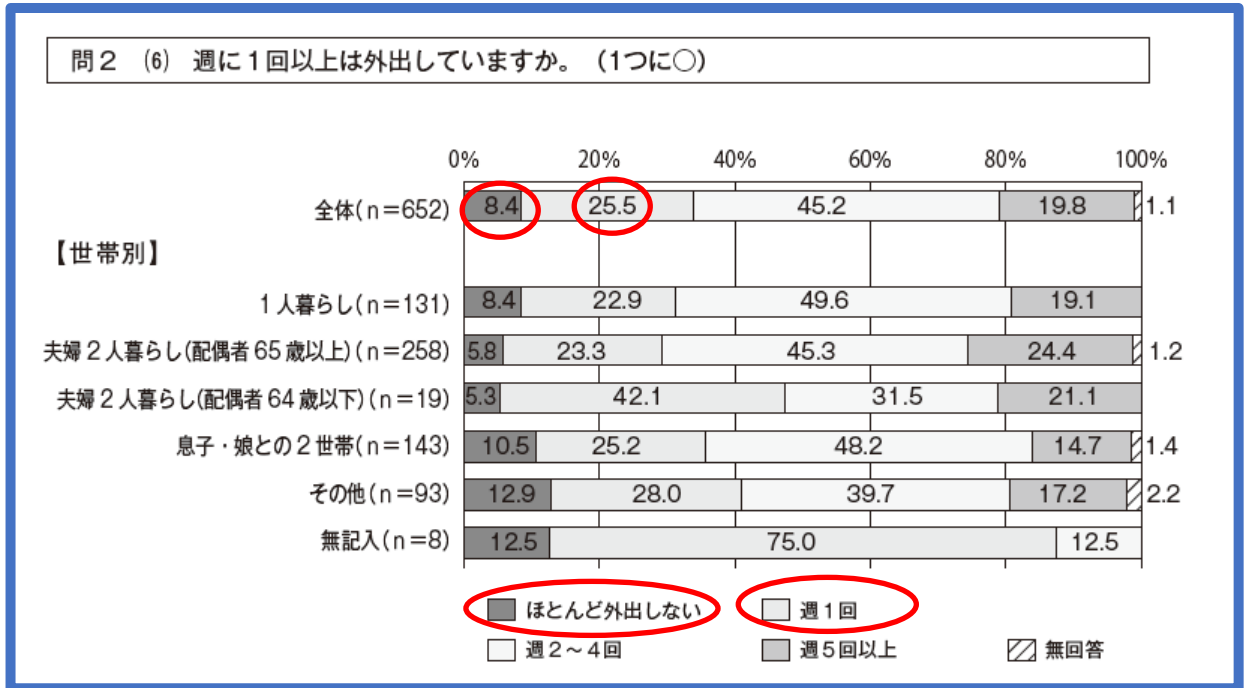 問2 (6) 週に1回以上は外出していますか。(1つに○)
0% 20% 40% 60% 80% 100%
全体(n=652) 8.4 25.5 45.2 19.8 1.1
【世帯別】
1人暮らし(n=131) 8.4 22.9 49.6 19.1
夫婦2人暮らし(配偶者65歳以上)(n=258) 5.8 23.3 45.3 24.4 1.2
夫婦2人暮らし(配偶者64歳以下)(n=19) 5.3 42.1 31.5 21.1
息子・娘との2世帯(n=143) 10.5 25.2 48.2 14.7 1.4
その他(n=93) 12.9 28.0 39.7 17.2 2.2
無記入(n=8) 12.5 75.0 12.5
ほとんど外出しない 週1回
週2~4回 週5回以上 無回答